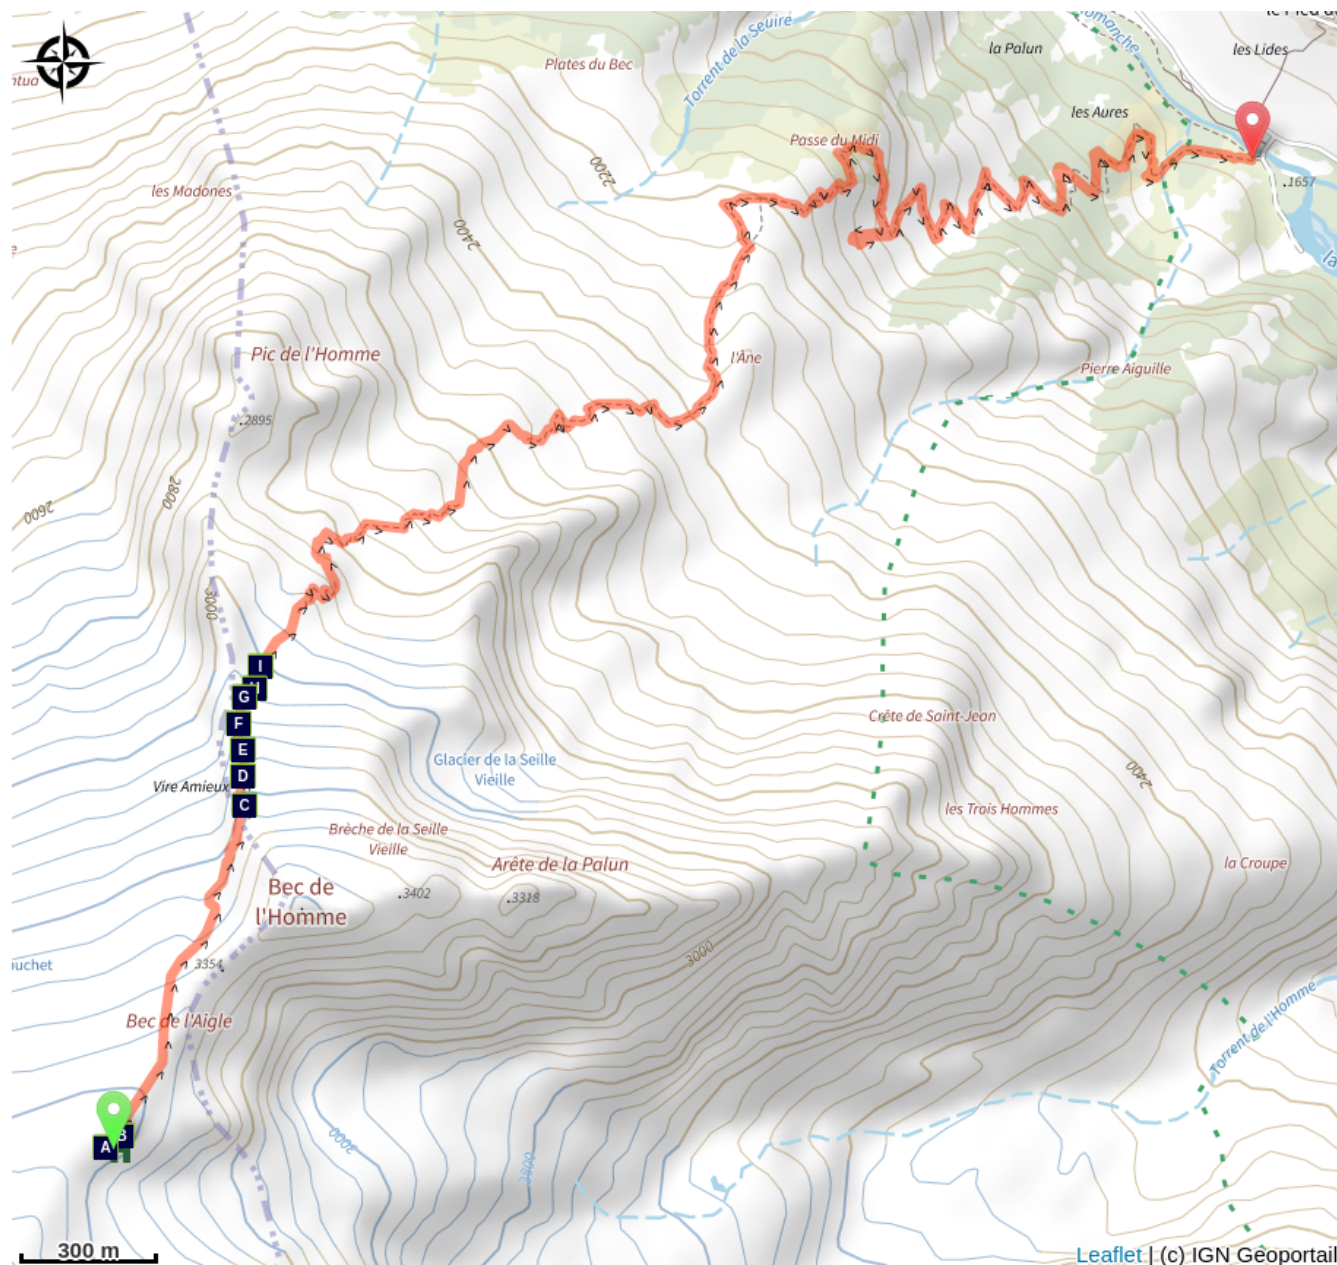 Plates du Bec
Torrent de la Seuire
la Palun
les Lides
les Aures
Passe du Midi
.1657
2200
les Madones
2400
Pic de l'Homme
l'Âne
Pierre Aiguille
.2895
2800
2600
3000
I
G
F
E
D
C
Vire Amieux
Glacier de la Seille
Vieille
Crête de Saint-Jean
2400
les Trois Hommes
Brèche de la Seille
Vieille
Arête de la Palun
la Croupe
Bec de
l'Homme
.3402
.3318
3354
3000
Bec de l'Aigle
Torrent de l'Homme
A
B
3000
300 m
Leaflet | (c) IGN Geoportail